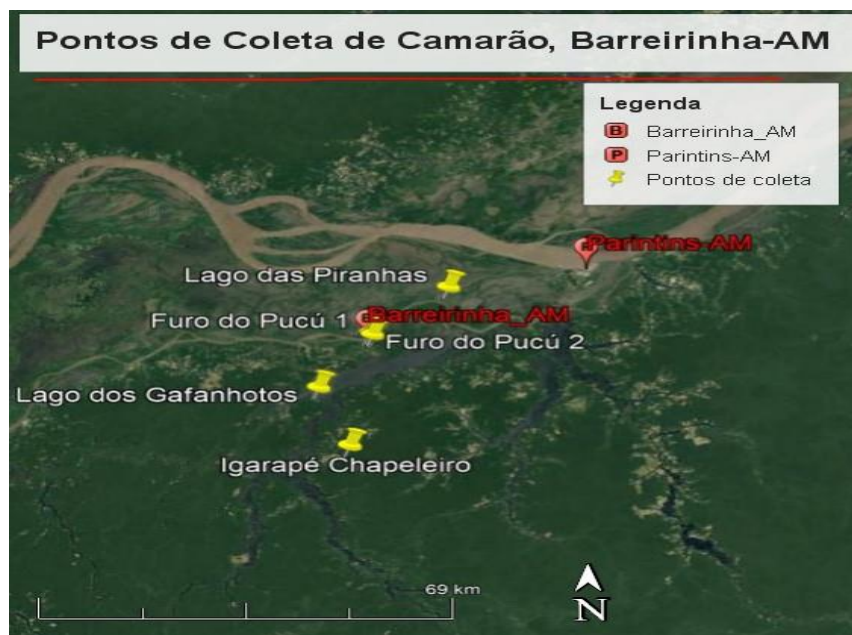 Pontos de Coleta de Camarão, Barreirinha-AM
Legenda
B Barreirinha_AM
P Parintins-AM
Pontos de coleta
Parintins-AM
Lago das Piranhas
Furo do Pucú 1
Barreirinha_AM
Furo do Pucú 2
Lago dos Gafanhotos
Igarapé Chapeleiro
69 km
N